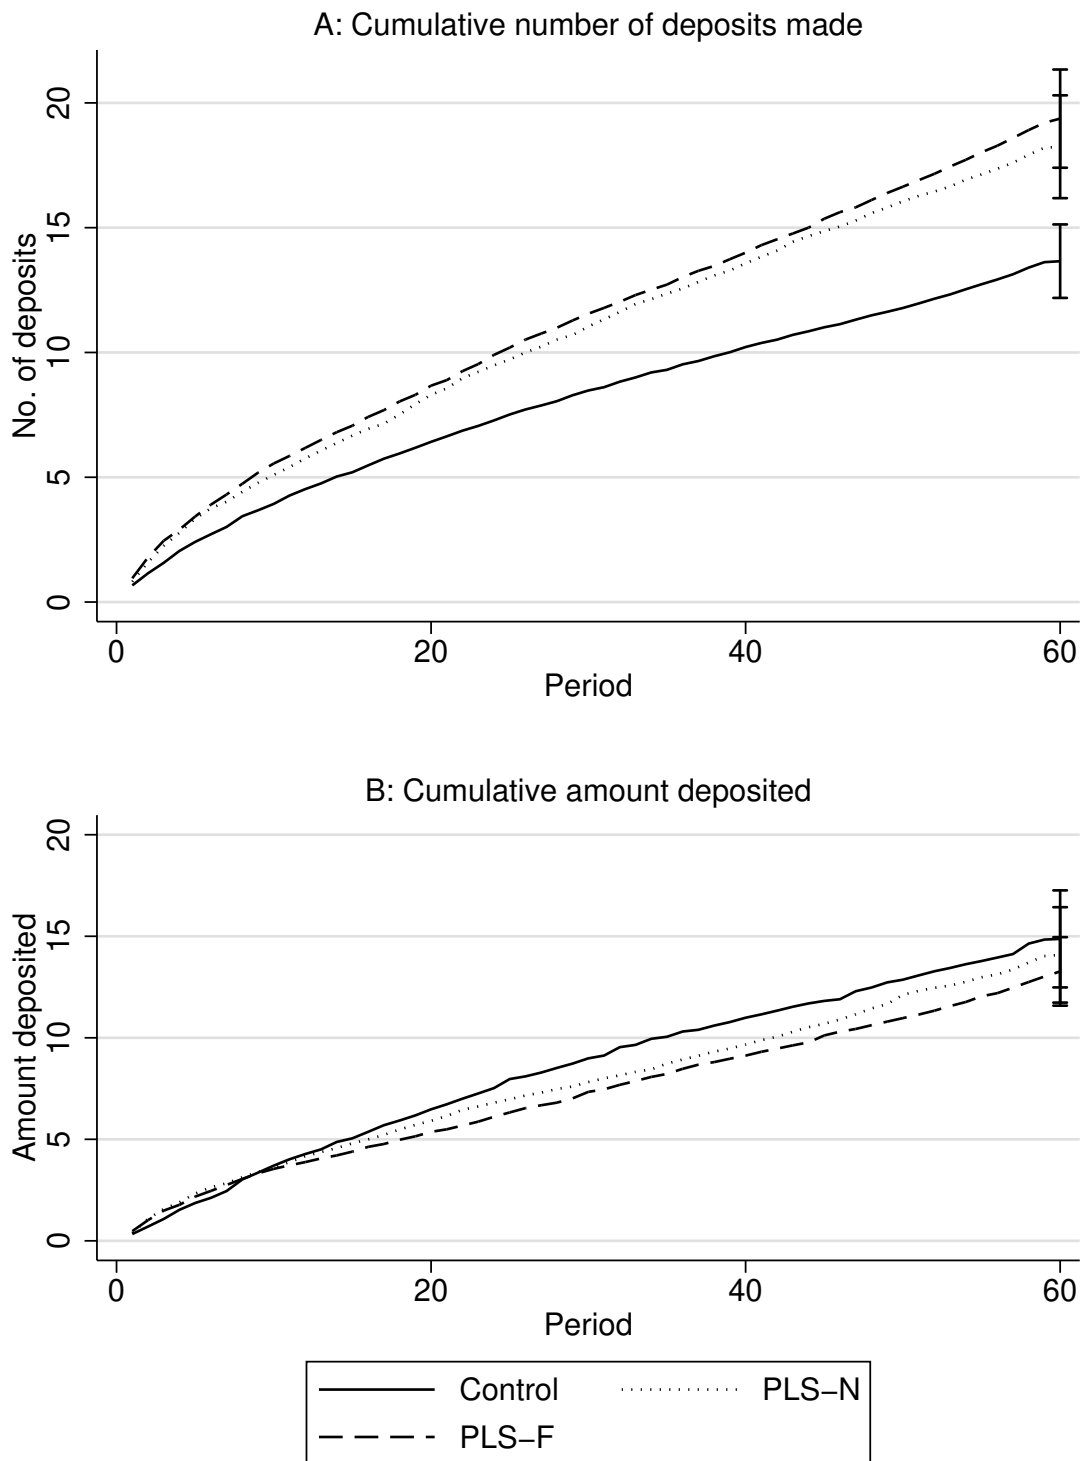 A: Cumulative number of deposits made
20
15
10
5
0
No. of deposits
0 20 40 60
Period
B: Cumulative amount deposited
20
15
10
5
0
Amount deposited
0 20 40 60
Period
Control PLS−N
PLS−F